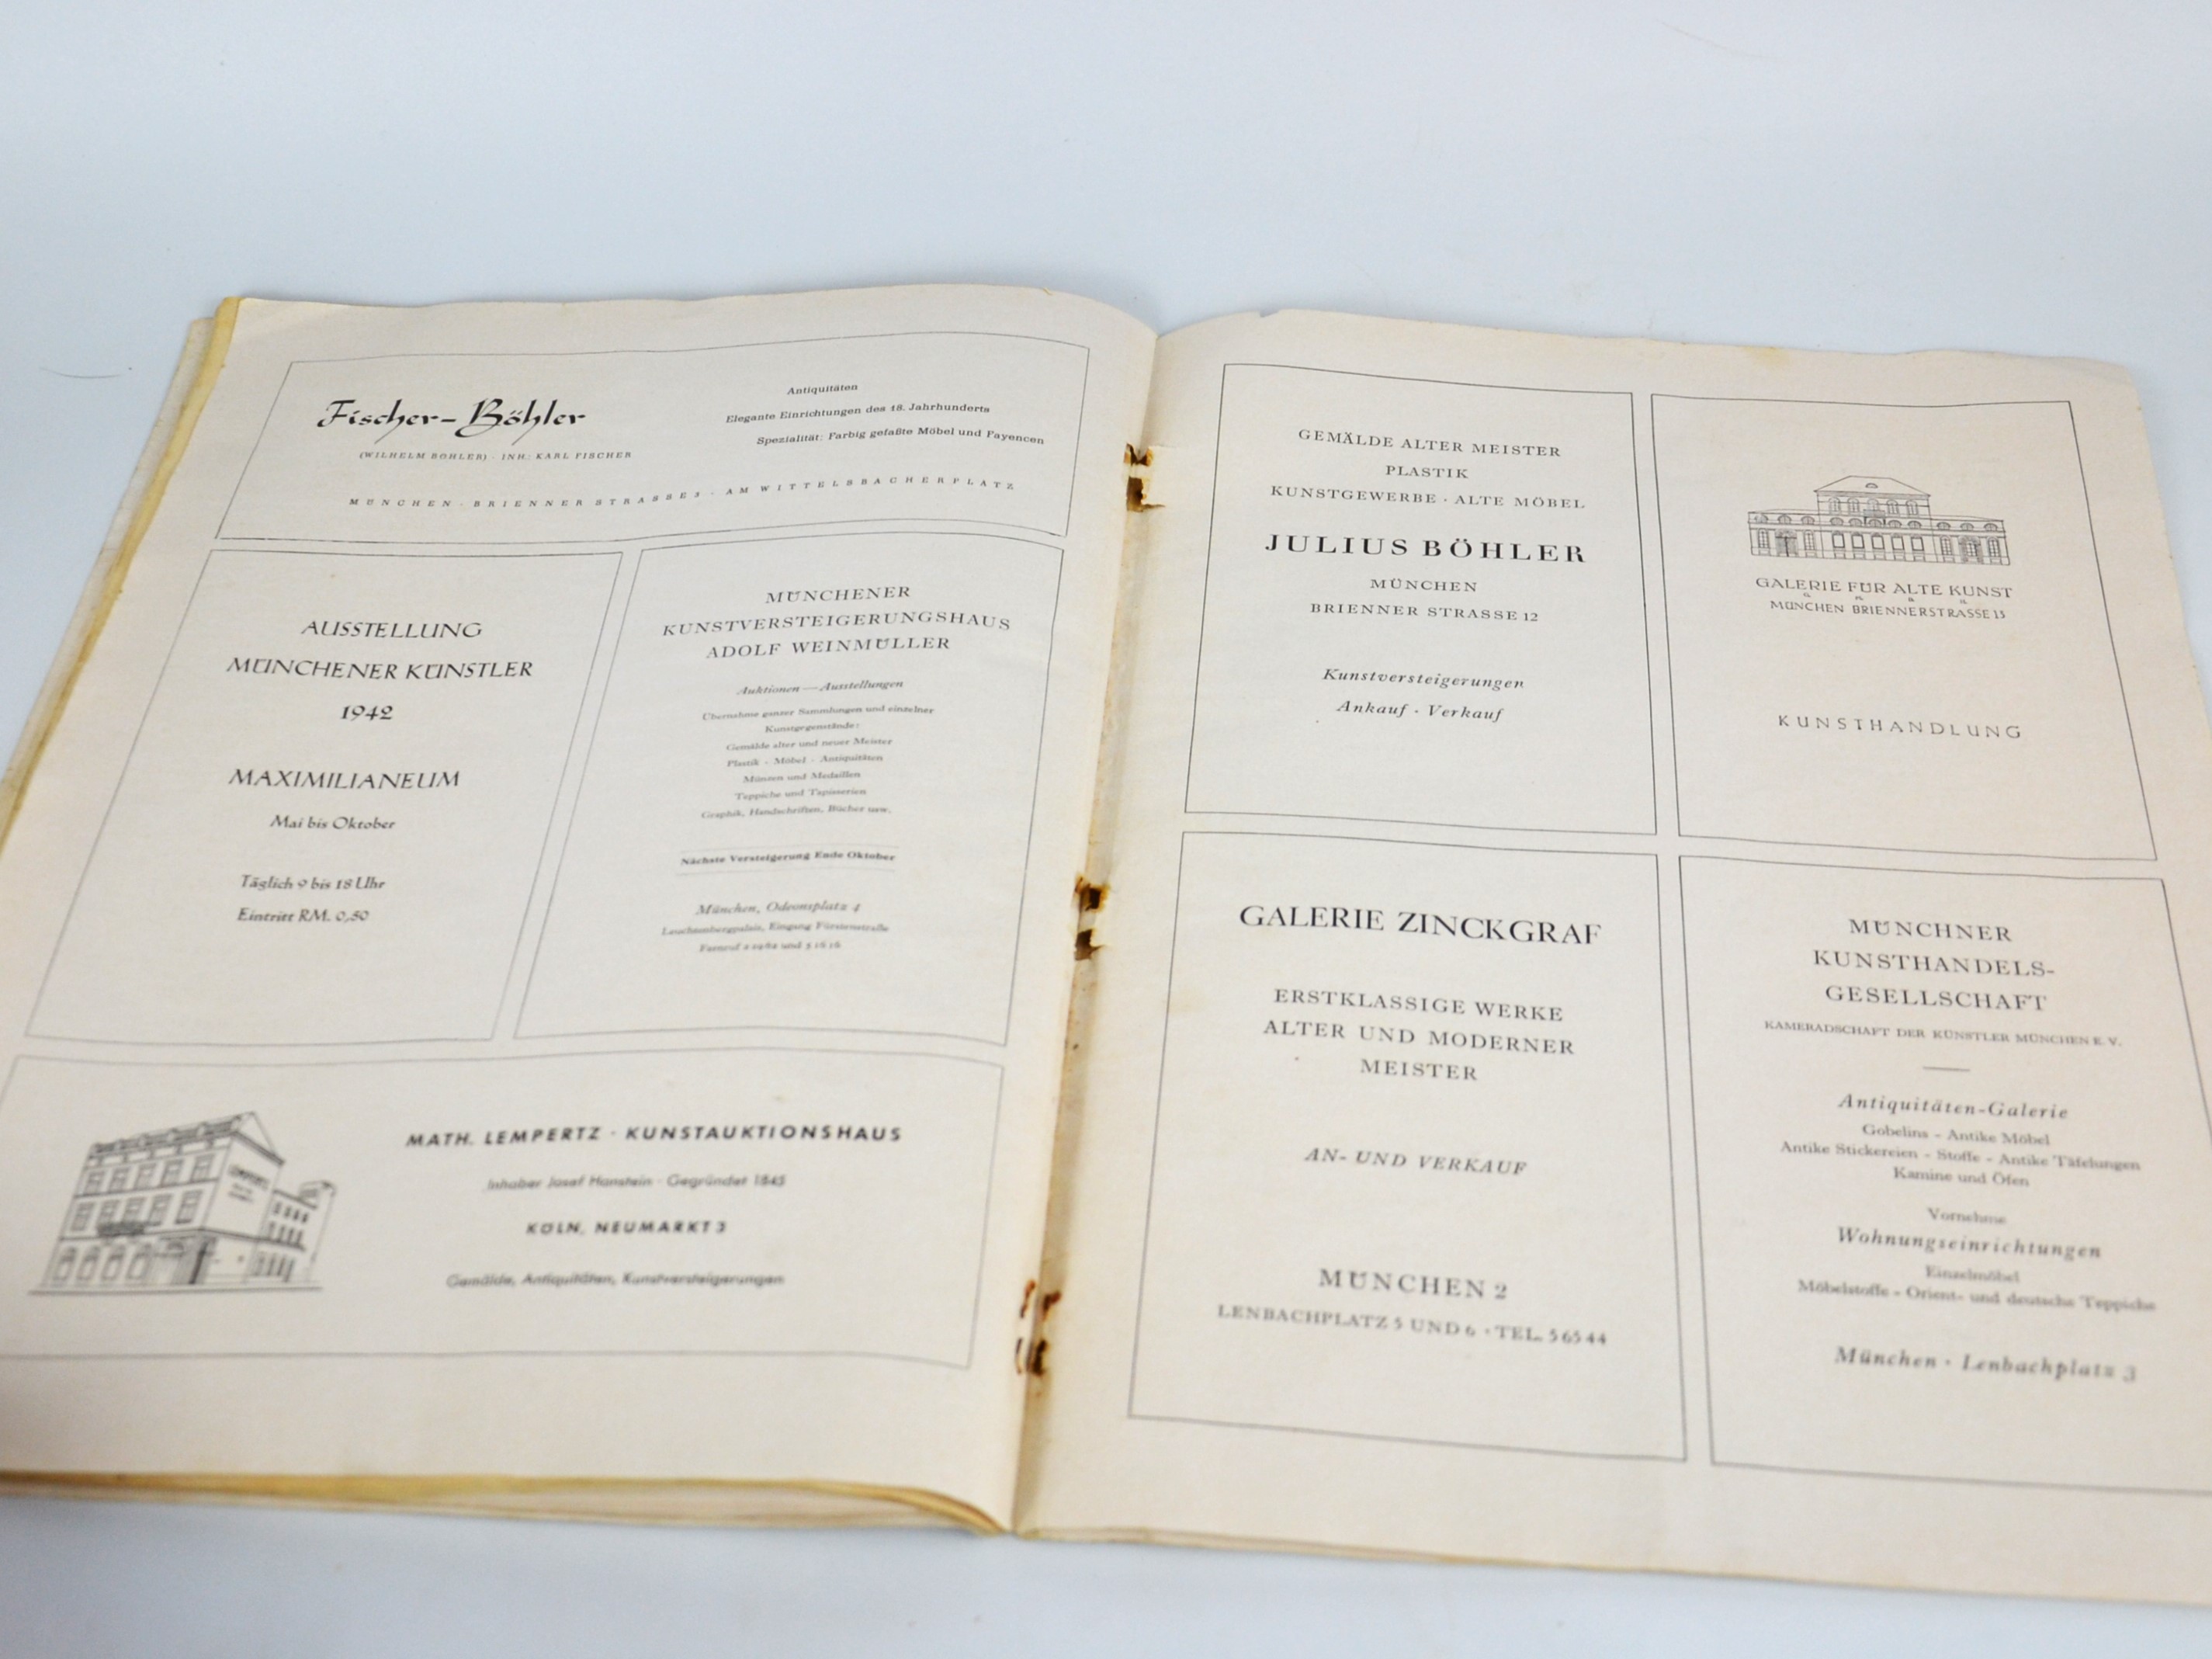 Fischer-Böhler
(WILHELM BÖHLER) · INH.: KARL FISCHER
Antiquitäten
Elegante Einrichtungen des 18. Jahrhunderts
Spezialität: Farbig gefaßte Möbel und Fayencen
MÜNCHEN · BRIENNER STRASSE 3 · AM WITTELSBACHERPLATZ
AUSSTELLUNG
MÜNCHENER KÜNSTLER
1942
MAXIMILIANEUM
Mai bis Oktober
Täglich 9 bis 18 Uhr
Eintritt RM. 0,50
MÜNCHENER
KUNSTVERSTEIGERUNGSHAUS
ADOLF WEINMÜLLER
Auktionen — Ausstellungen
Übernahme ganzer Sammlungen und einzelner
Kunstgegenstände:
Gemälde alter und neuer Meister
Plastik - Möbel - Antiquitäten
Münzen und Medaillen
Teppiche und Tapisserien
Graphik, Handschriften, Bücher usw.
Nächste Versteigerung Ende Oktober
München, Odeonsplatz 4
Leuchtenbergpalais, Eingang Fürstenstraße
Fernruf und
MATH. LEMPERTZ · KUNSTAUKTIONSHAUS
Inhaber Josef Hanstein · Gegründet 1845
KÖLN, NEUMARKT 3
Gemälde, Antiquitäten, Kunstversteigerungen
GEMÄLDE ALTER MEISTER
PLASTIK
KUNSTGEWERBE · ALTE MÖBEL
JULIUS BÖHLER
MÜNCHEN
BRIENNER STRASSE 12
Kunstversteigerungen
Ankauf · Verkauf
GALERIE FÜR ALTE KUNST
MÜNCHEN BRIENNERSTRASSE 13
KUNSTHANDLUNG
GALERIE ZINCKGRAF
ERSTKLASSIGE WERKE
ALTER UND MODERNER
MEISTER
AN- UND VERKAUF
MÜNCHEN 2
LENBACHPLATZ 5 UND 6 · TEL. 56544
MÜNCHNER
KUNSTHANDELS-
GESELLSCHAFT
KAMERADSCHAFT DER KÜNSTLER MÜNCHEN E. V.
Antiquitäten-Galerie
Gobelins - Antike Möbel
Antike Stickereien - Stoffe - Antike Täfelungen
Kamine und Öfen
Vornehme
Wohnungseinrichtungen
Einzelmöbel
Möbelstoffe - Orient- und deutsche Teppiche
München · Lenbachplatz 3